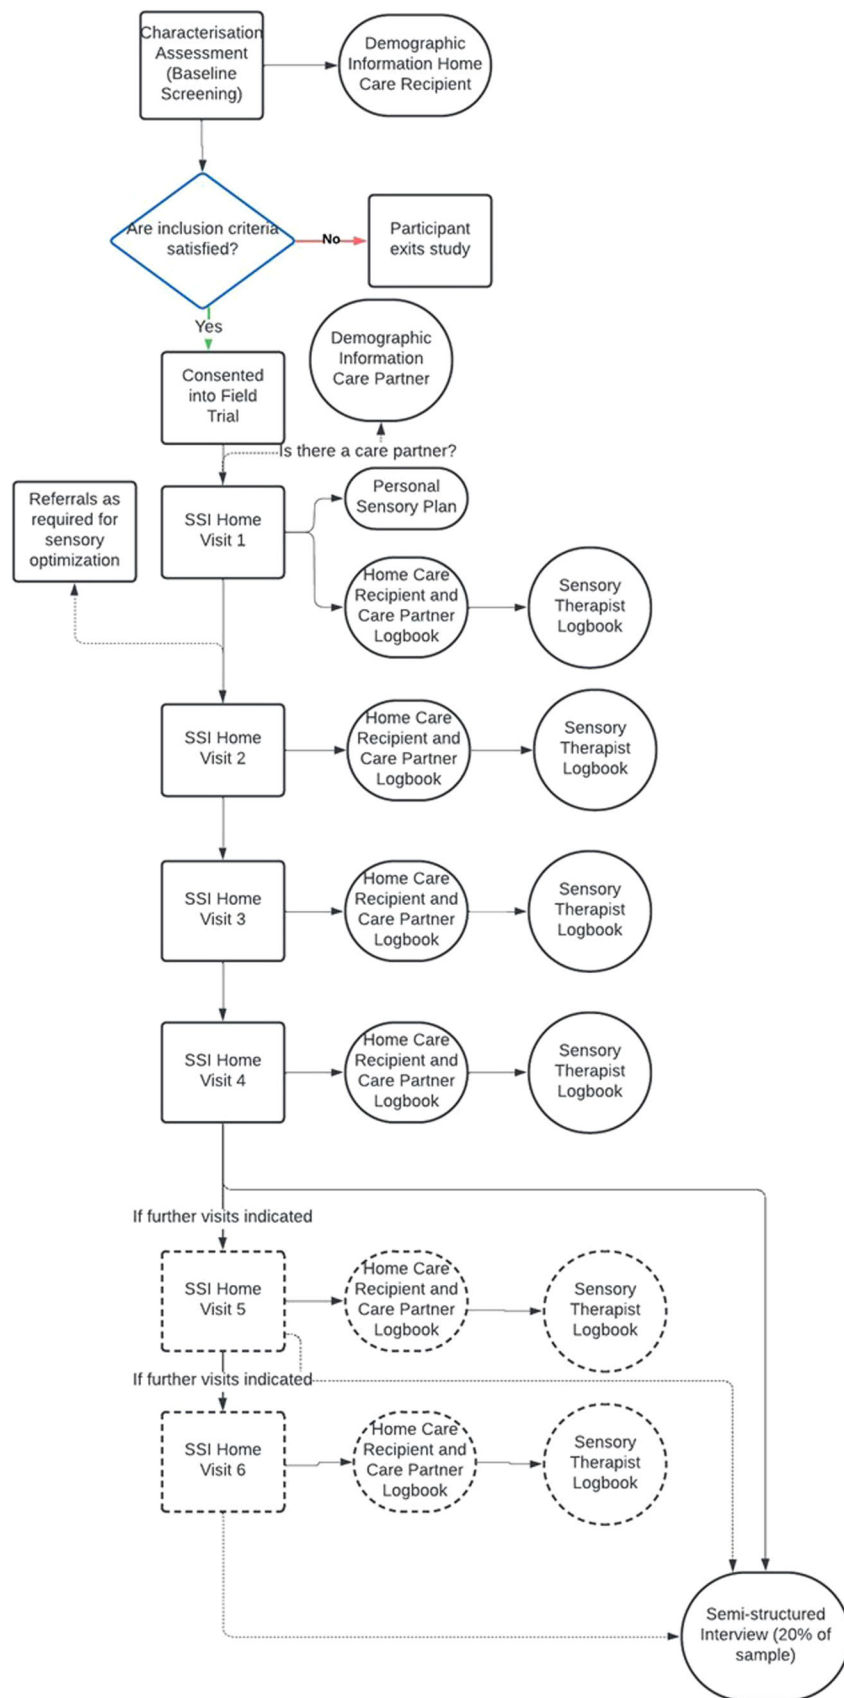 Characterisation
Assessment
(Baseline
Screening)
Demographic
Information Home
Care Recipient
Are inclusion criteria
satisfied?
No
Participant
exits study
Yes
Demographic
Information
Care Partner
Consented
into Field
Trial
Is there a care partner?
Referrals as
required for
sensory
optimization
SSI Home
Visit 1
Personal
Sensory Plan
Home Care
Recipient and
Care Partner
Logbook
Sensory
Therapist
Logbook
SSI Home
Visit 2
Home Care
Recipient and
Care Partner
Logbook
Sensory
Therapist
Logbook
SSI Home
Visit 3
Home Care
Recipient and
Care Partner
Logbook
Sensory
Therapist
Logbook
SSI Home
Visit 4
Home Care
Recipient and
Care Partner
Logbook
Sensory
Therapist
Logbook
If further visits indicated
SSI Home
Visit 5
Home Care
Recipient and
Care Partner
Logbook
Sensory
Therapist
Logbook
If further visits indicated
SSI Home
Visit 6
Home Care
Recipient and
Care Partner
Logbook
Sensory
Therapist
Logbook
Semi-structured
Interview (20% of
sample)